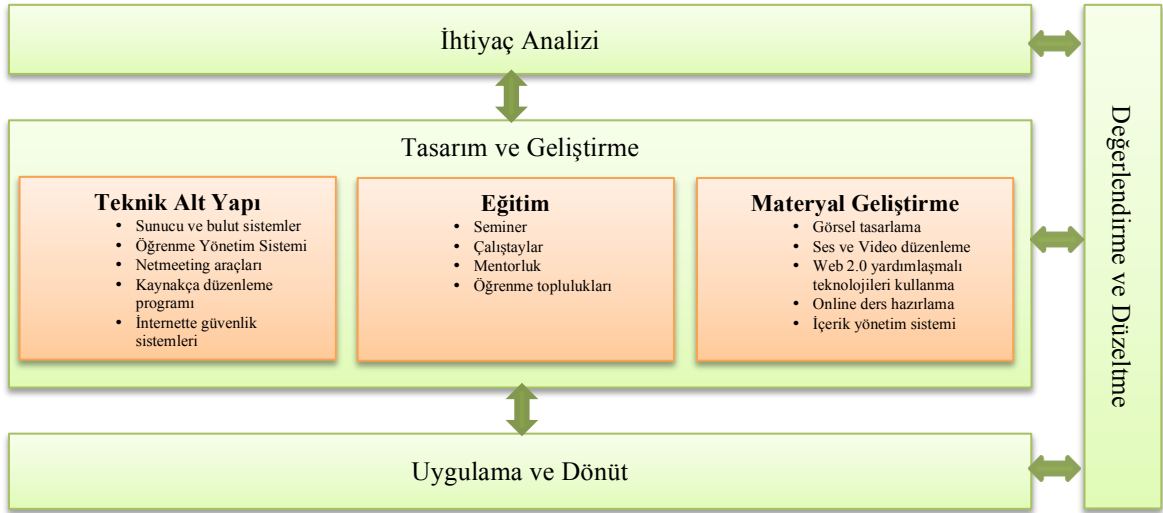 İhtiyaç Analizi
Tasarım ve Geliştirme
Teknik Alt Yapı
• Sunucu ve bulut sistemler
• Öğrenme Yönetim Sistemi
• Netmeeting araçları
• Kaynakça düzenleme
programı
• İnternette güvenlik
sistemleri
Eğitim
• Seminer
• Çalıştaylar
• Mentorluk
• Öğrenme toplulukları
Materyal Geliştirme
• Görsel tasarlama
• Ses ve Video düzenleme
• Web 2.0 yardımlaşmalı
teknolojileri kullanma
• Online ders hazırlama
• İçerik yönetim sistemi
Uygulama ve Dönüt
Değerlendirme ve Düzeltme